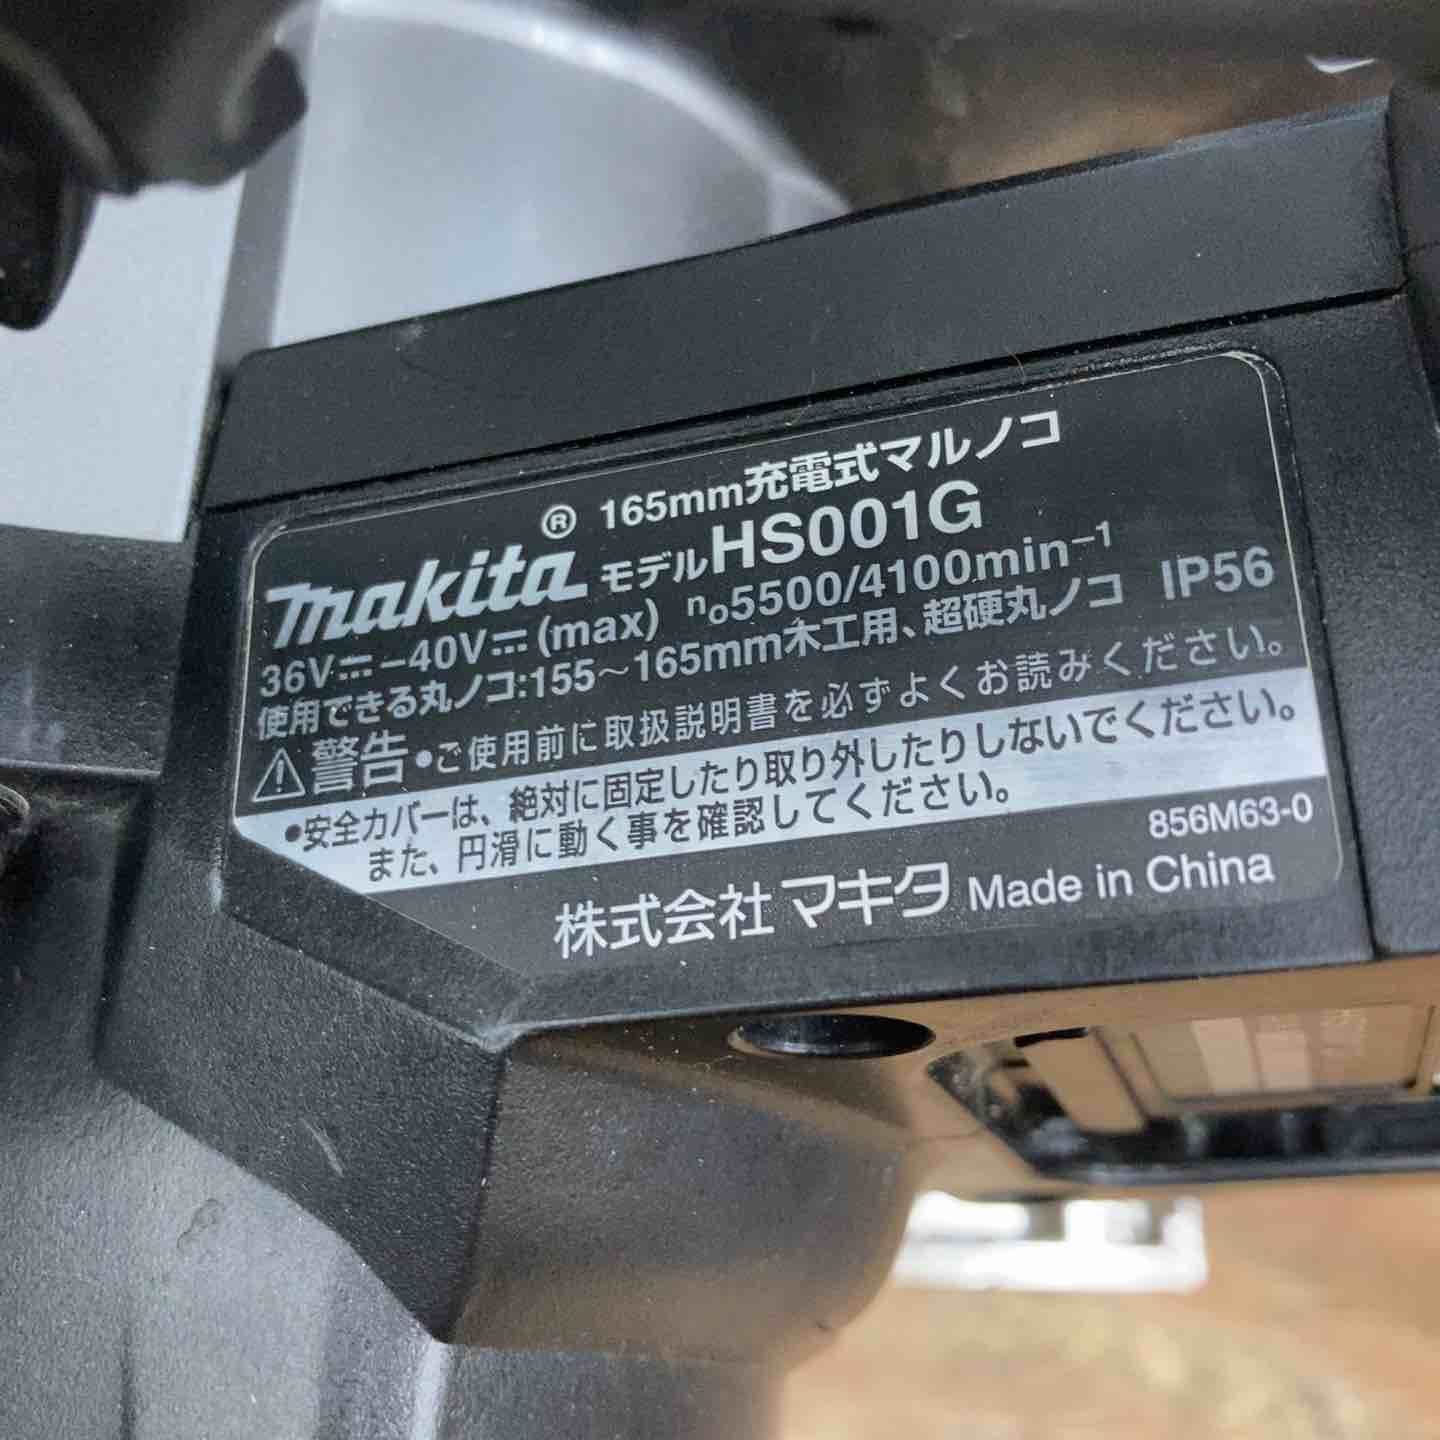 165mm充電式マルノコ
makita® モデルHS001G
36V⎓–40V⎓(max) n₀5500/4100min⁻¹
使用できる丸ノコ:155～165mm木工用、超硬丸ノコ IP56
⚠警告 •ご使用前に取扱説明書を必ずよくお読みください。
•安全カバーは、絶対に固定したり取り外したりしないでください。
また、円滑に動く事を確認してください。
856M63-0
株式会社 マキタ Made in China